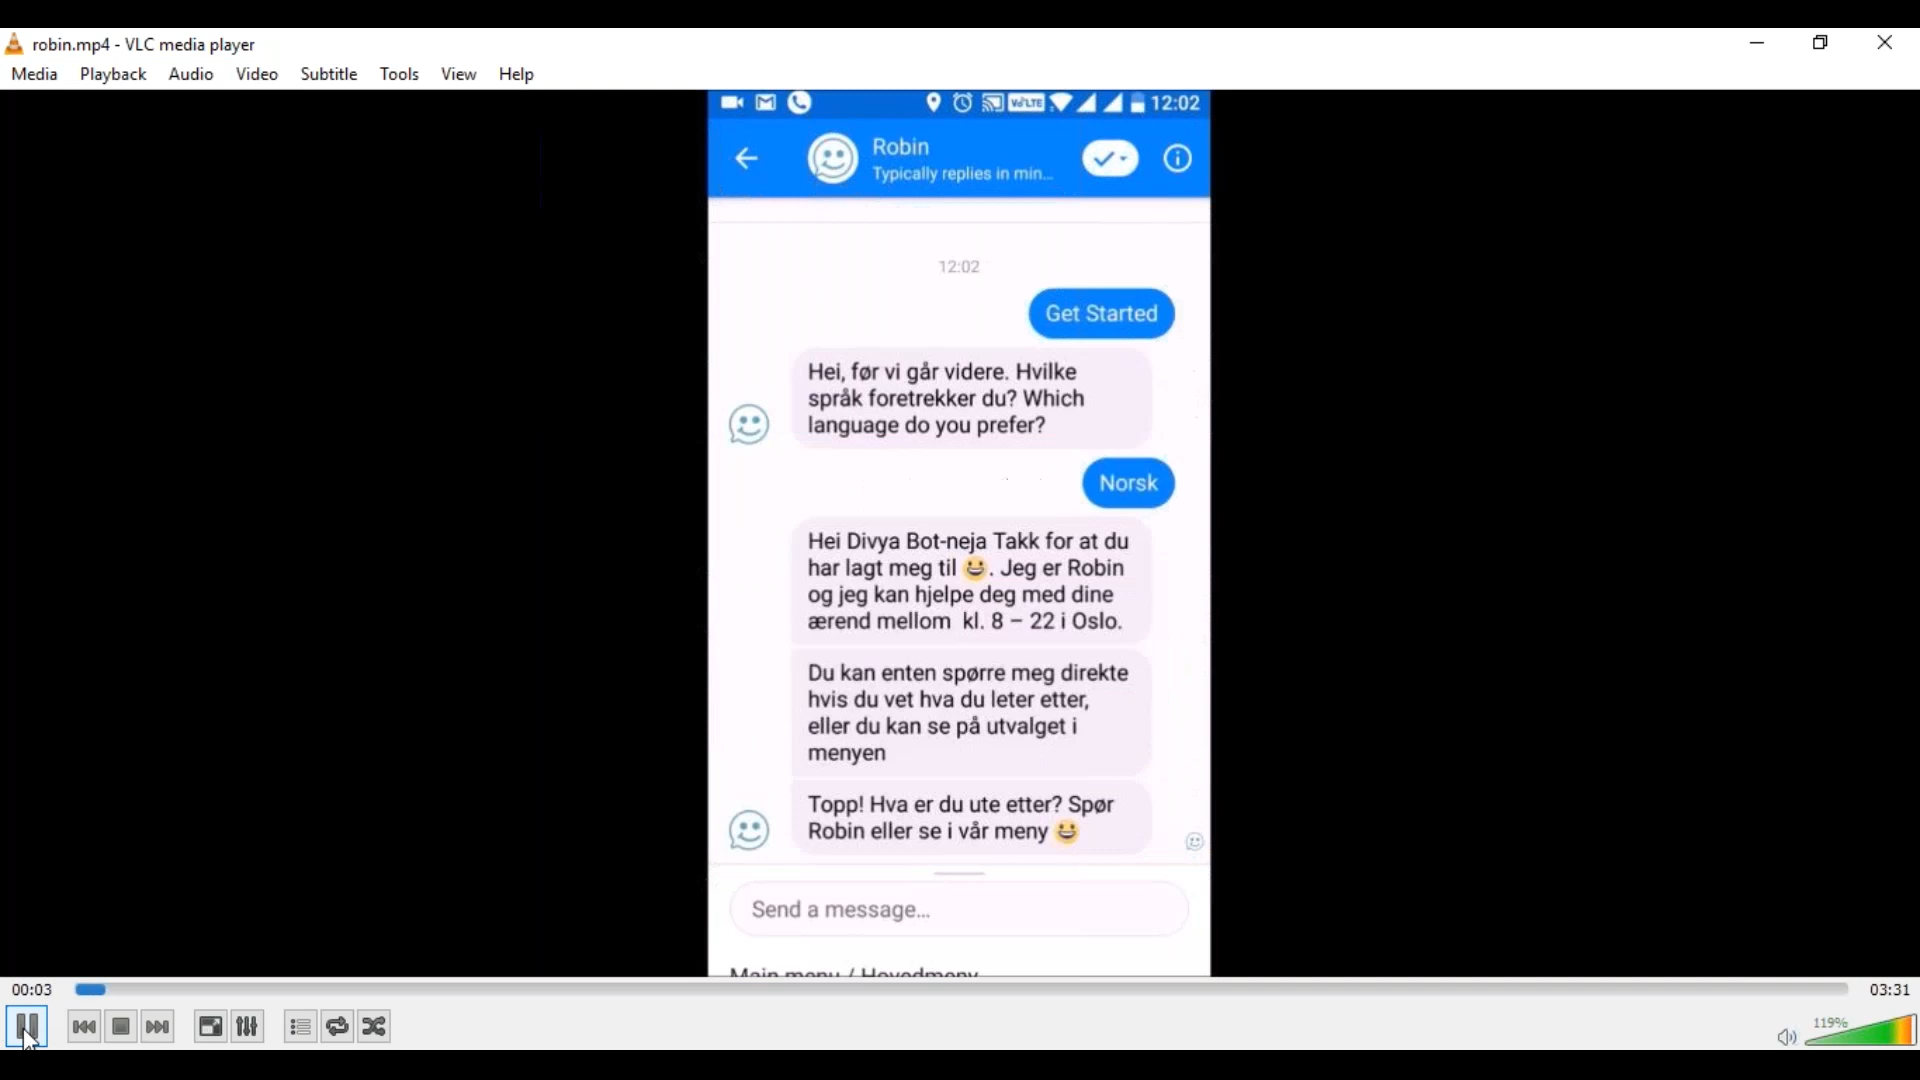 robin.mp4 - VLC media player
Media Playback Audio Video Subtitle Tools View Help
VoLTE 12:02
Robin
Typically replies in min...
12:02
Get Started
Hei, før vi går videre. Hvilke
språk foretrekker du? Which
language do you prefer?
Norsk
Hei Divya Bot-neja Takk for at du
har lagt meg til 😀. Jeg er Robin
og jeg kan hjelpe deg med dine
ærend mellom kl. 8 – 22 i Oslo.
Du kan enten spørre meg direkte
hvis du vet hva du leter etter,
eller du kan se på utvalget i
menyen
Topp! Hva er du ute etter? Spør
Robin eller se i vår meny 😀
Send a message...
Main menu / Hovedmeny
00:03 03:31
119%